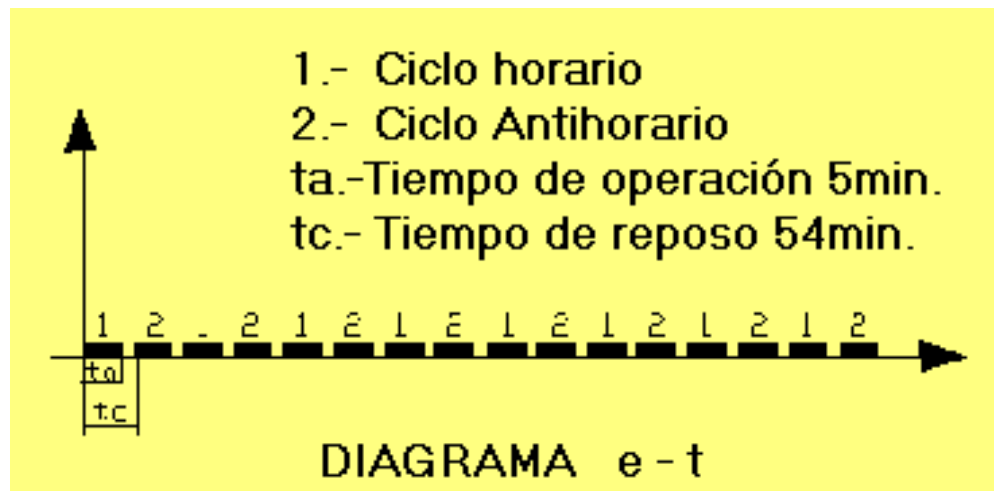 1.- Ciclo horario
2.- Ciclo Antihorario
ta.-Tiempo de operación 5min.
tc.- Tiempo de reposo 54min.
1 2 - 2 1 2 1 2 1 2 1 2 1 2 1 2
ta
tc
DIAGRAMA e - t